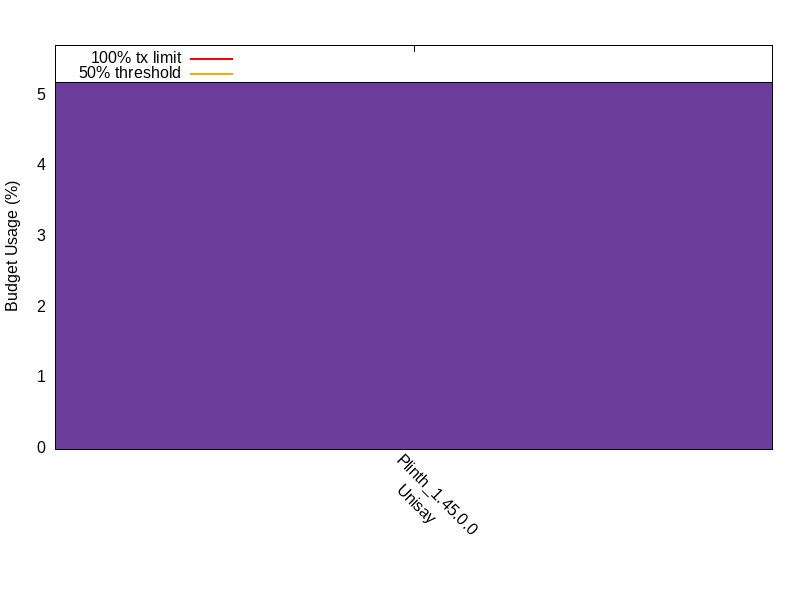 100% tx limit
50% threshold
5
4
3
2
1
0
Budget Usage (%)
Plinth_1.45.0.0
Unisay